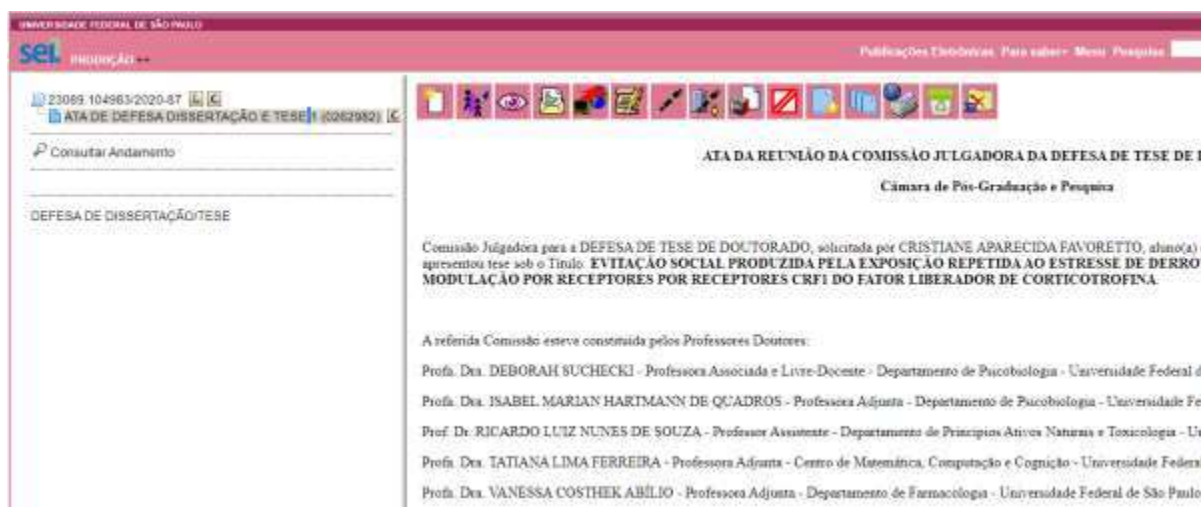 UNIVERSIDADE FEDERAL DE SÃO PAULO
sei. PRODUÇÃO
Publicações Eletrônicas Para saber+ Menu Pesquisa
23089.104983/2020-87
ATA DE DEFESA DISSERTAÇÃO E TESE 1 (0262982)
Consultar Andamento
DEFESA DE DISSERTAÇÃO/TESE
ATA DA REUNIÃO DA COMISSÃO JULGADORA DA DEFESA DE TESE DE
Câmara de Pós-Graduação e Pesquisa
Comissão Julgadora para a DEFESA DE TESE DE DOUTORADO, solicitada por CRISTIANE APARECIDA FAVORETTO, aluno(a)
apresentou tese sob o Título: EVITAÇÃO SOCIAL PRODUZIDA PELA EXPOSIÇÃO REPETIDA AO ESTRESSE DE DERRO
MODULAÇÃO POR RECEPTORES POR RECEPTORES CRF1 DO FATOR LIBERADOR DE CORTICOTROFINA
A referida Comissão esteve constituída pelos Professores Doutores:
Profa. Dra. DEBORAH SUCHECKI - Professora Associada e Livre-Docente - Departamento de Psicobiologia - Universidade Federal d
Profa. Dra. ISABEL MARIAN HARTMANN DE QUADROS - Professora Adjunta - Departamento de Psicobiologia - Universidade Fe
Prof. Dr. RICARDO LUIZ NUNES DE SOUZA - Professor Assistente - Departamento de Princípios Ativos Naturais e Toxicologia - Un
Profa. Dra. TATIANA LIMA FERREIRA - Professora Adjunta - Centro de Matemática, Computação e Cognição - Universidade Federal
Profa. Dra. VANESSA COSTHEK ABÍLIO - Professora Adjunta - Departamento de Farmacologia - Universidade Federal de São Paulo